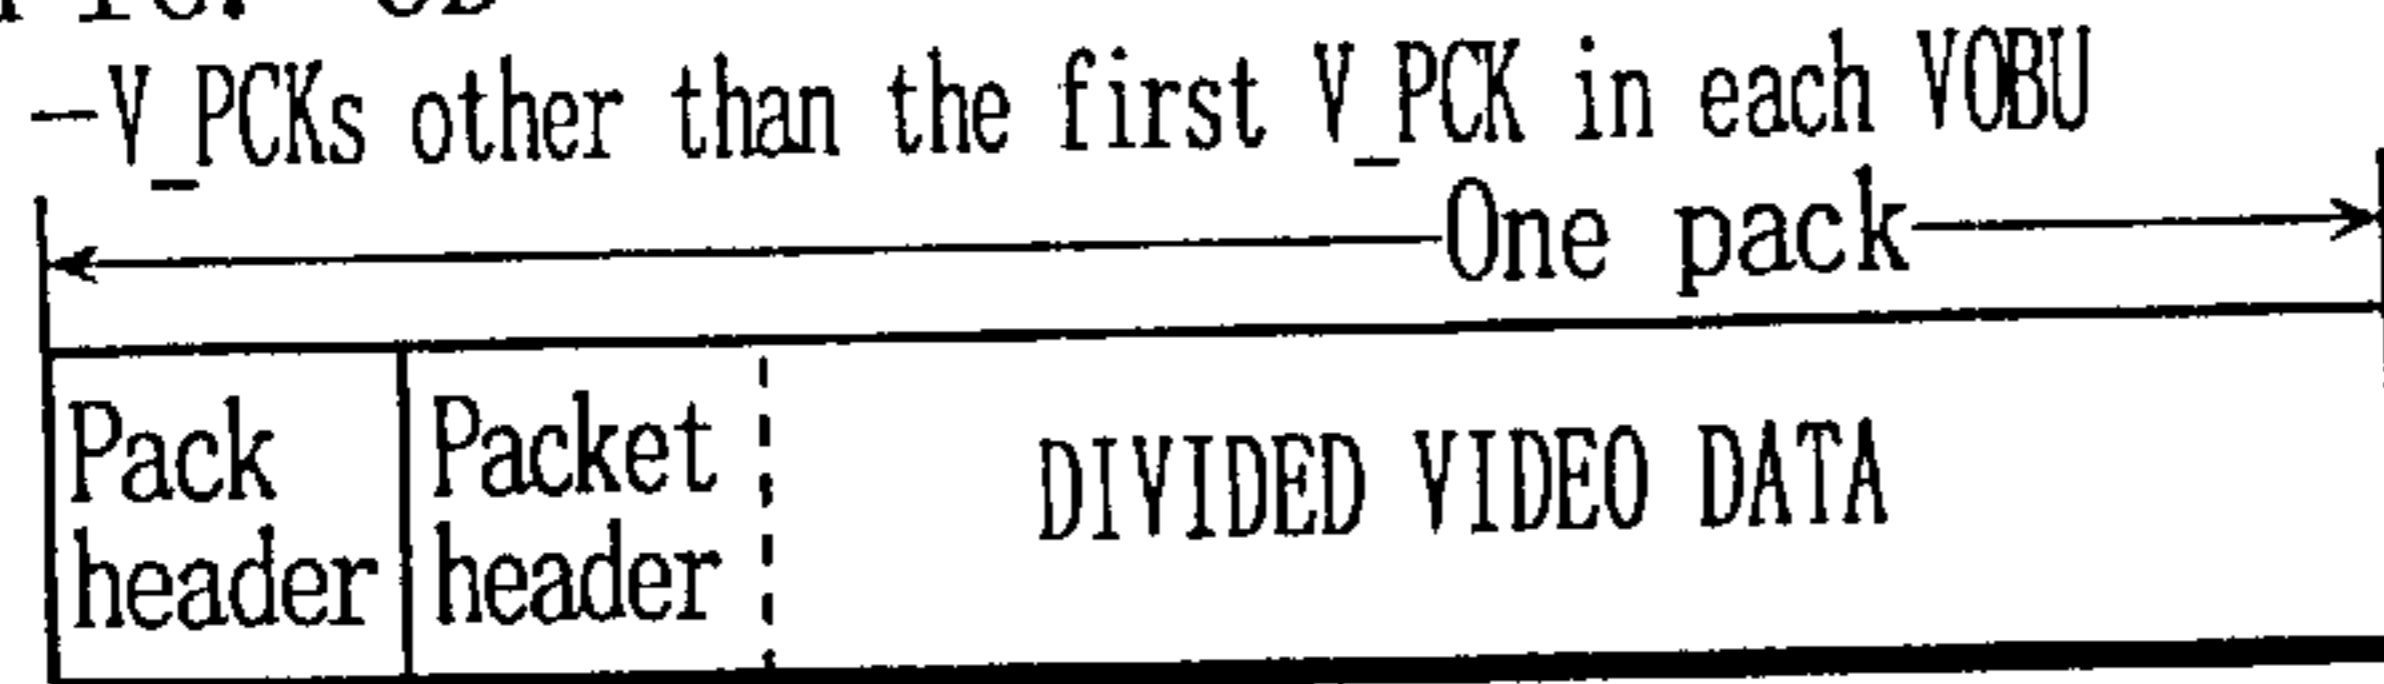 —V_PCKs other than the first V_PCK in each VOBU
One pack
Pack header
Packet header
DIVIDED VIDEO DATA